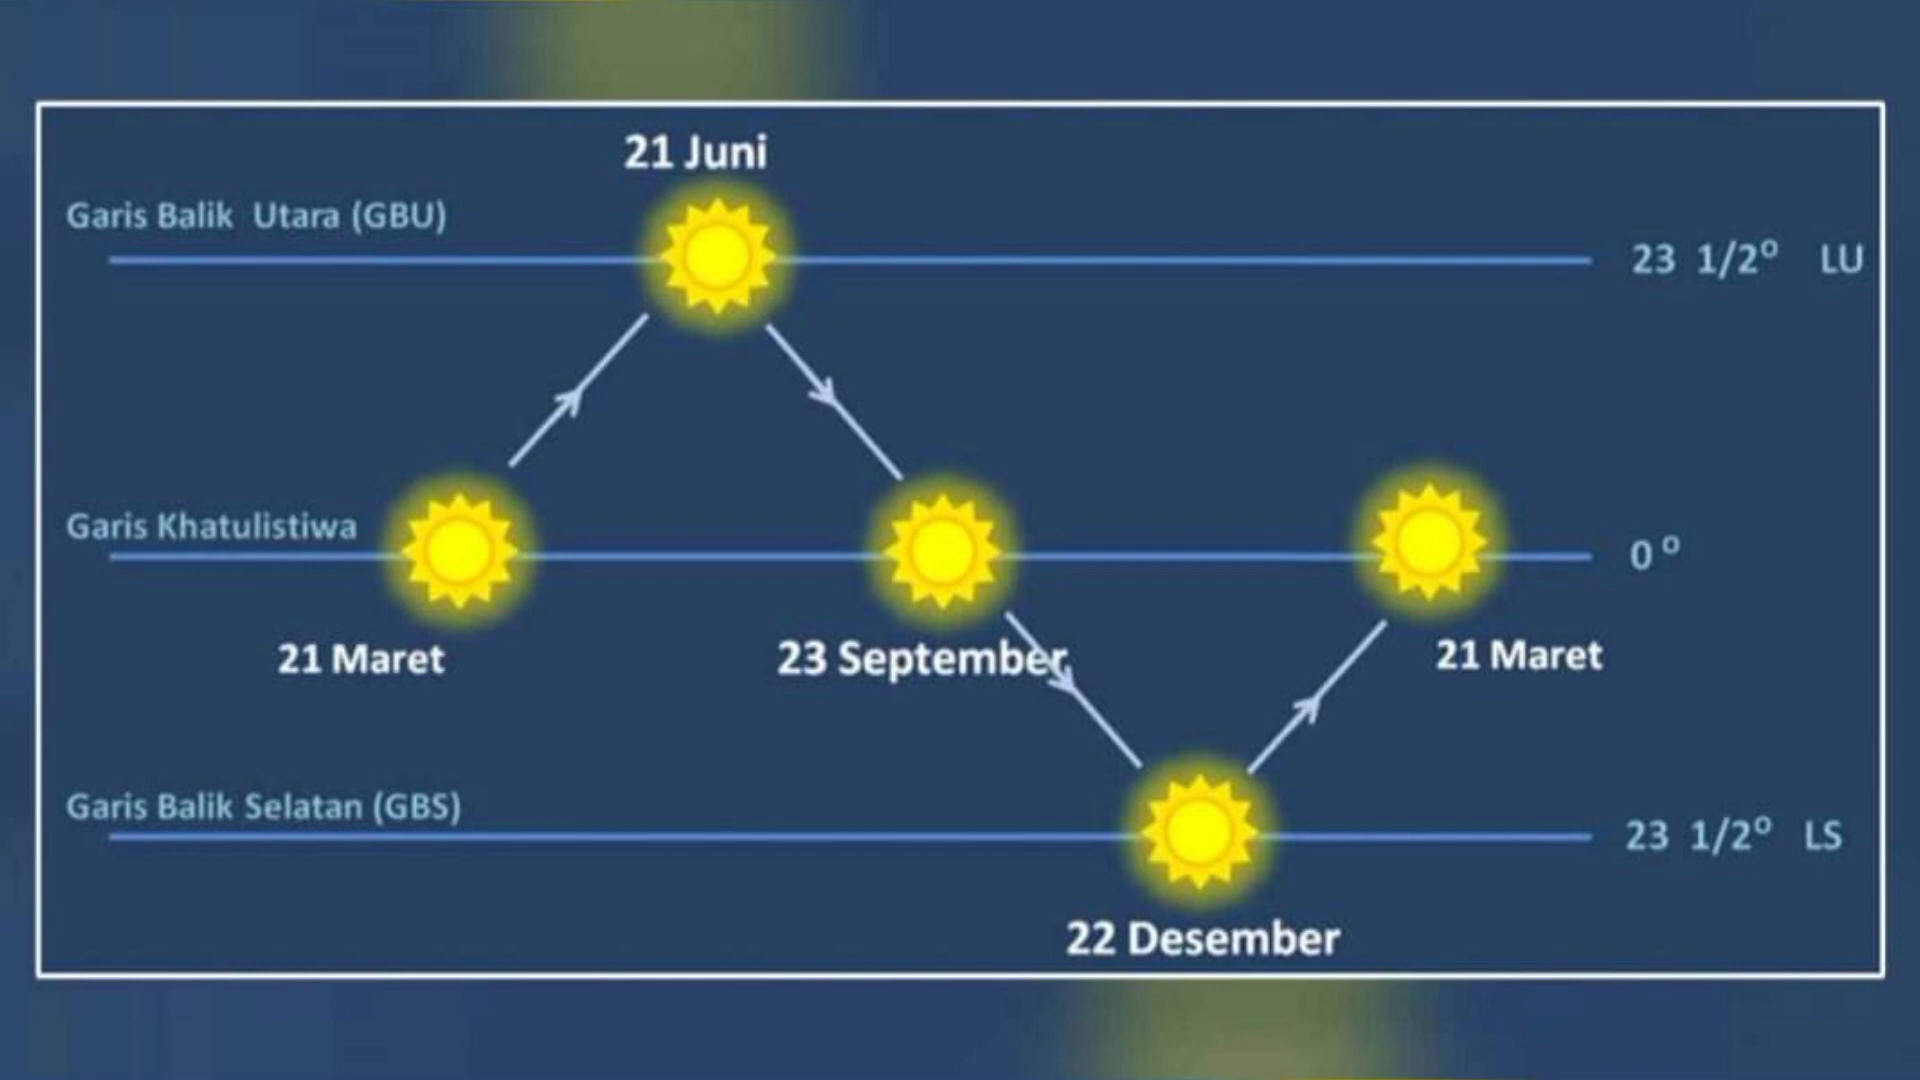 21 Juni
Garis Balik Utara (GBU)
23 1/2° LU
Garis Khatulistiwa
0°
21 Maret
23 September
21 Maret
Garis Balik Selatan (GBS)
23 1/2° LS
22 Desember